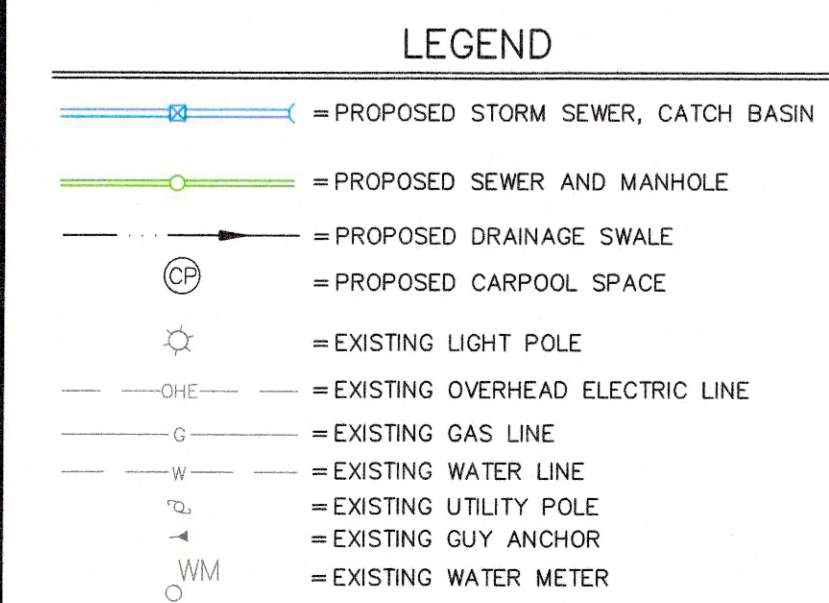 LEGEND
= PROPOSED STORM SEWER, CATCH BASIN
= PROPOSED SEWER AND MANHOLE
= PROPOSED DRAINAGE SWALE
CP = PROPOSED CARPOOL SPACE
= EXISTING LIGHT POLE
OHE = EXISTING OVERHEAD ELECTRIC LINE
G = EXISTING GAS LINE
W = EXISTING WATER LINE
= EXISTING UTILITY POLE
= EXISTING GUY ANCHOR
WM = EXISTING WATER METER